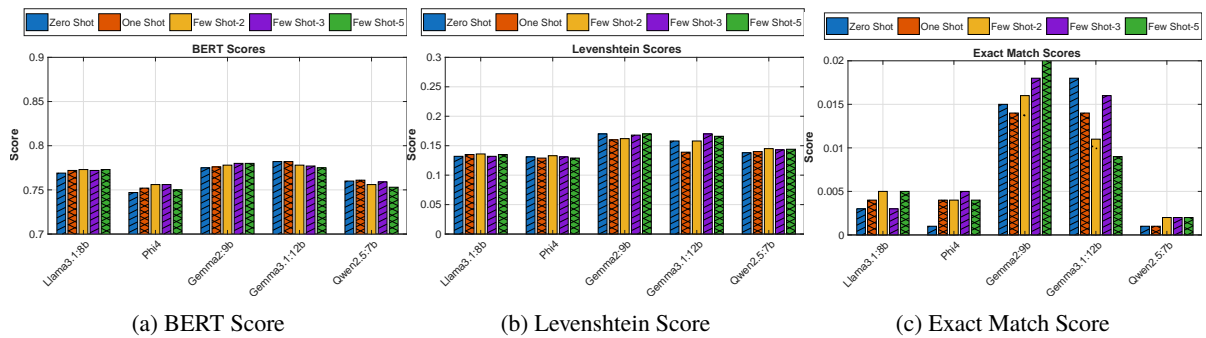 Zero Shot One Shot Few Shot-2 Few Shot-3 Few Shot-5
BERT Scores
0.9
0.85
0.8
0.75
0.7
Score
Llama3.1:8b
Phi4
Gemma2:9b
Gemma3.1:12b
Qwen2.5:7b
(a) BERT Score
Zero Shot One Shot Few Shot-2 Few Shot-3 Few Shot-5
Levenshtein Scores
0.3
0.25
0.2
0.15
0.1
0.05
0
Score
Llama3.1:8b
Phi4
Gemma2:9b
Gemma3.1:12b
Qwen2.5:7b
(b) Levenshtein Score
Zero Shot One Shot Few Shot-2 Few Shot-3 Few Shot-5
Exact Match Scores
0.02
0.015
0.01
0.005
0
Score
Llama3.1:8b
Phi4
Gemma2:9b
Gemma3.1:12b
Qwen2.5:7b
(c) Exact Match Score